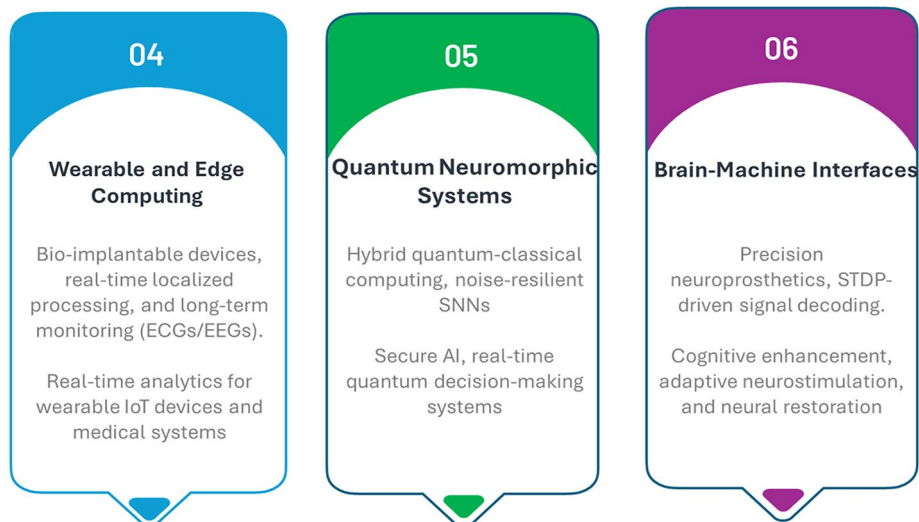 04
Wearable and Edge
Computing
Bio-implantable devices,
real-time localized
processing, and long-term
monitoring (ECGs/EEGs).
Real-time analytics for
wearable IoT devices and
medical systems
05
Quantum Neuromorphic
Systems
Hybrid quantum-classical
computing, noise-resilient
SNNs
Secure AI, real-time
quantum decision-making
systems
06
Brain-Machine Interfaces
Precision
neuroprosthetics, STDP-
driven signal decoding.
Cognitive enhancement,
adaptive neurostimulation,
and neural restoration